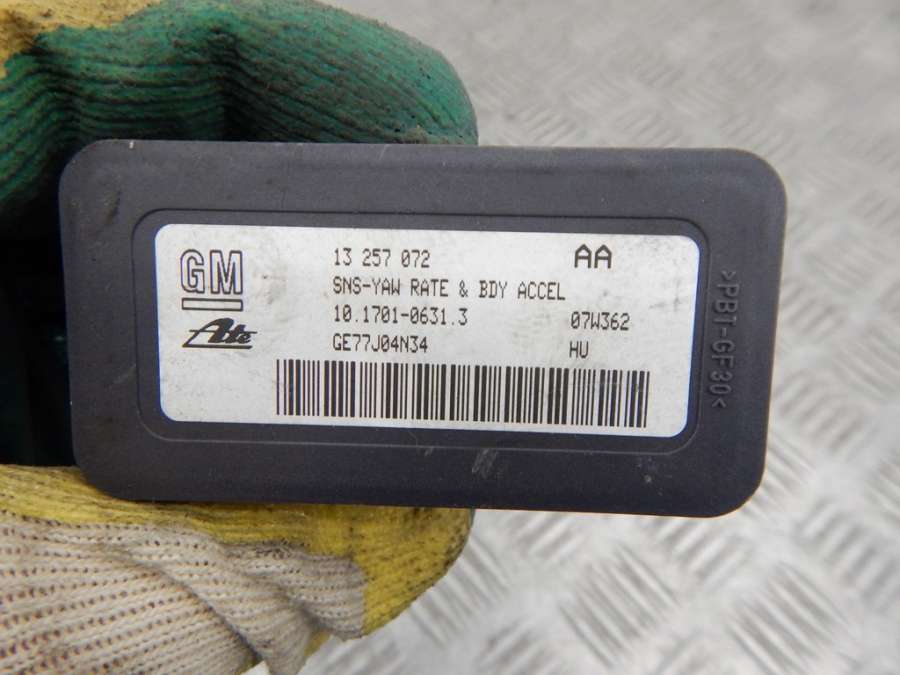 GM
Ate
13 257 072 AA
SNS-YAW RATE & BDY ACCEL
10.1701-0631.3 07W362
GE77J04N34 HU
>PBT-GF30<